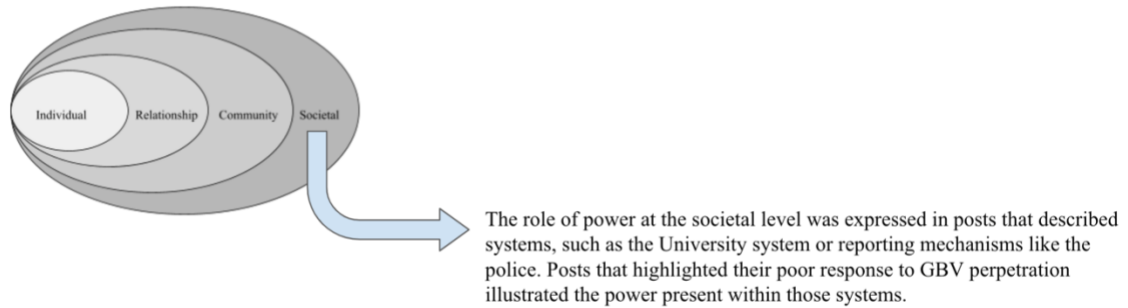 Individual Relationship Community Societal
The role of power at the societal level was expressed in posts that described
systems, such as the University system or reporting mechanisms like the
police. Posts that highlighted their poor response to GBV perpetration
illustrated the power present within those systems.